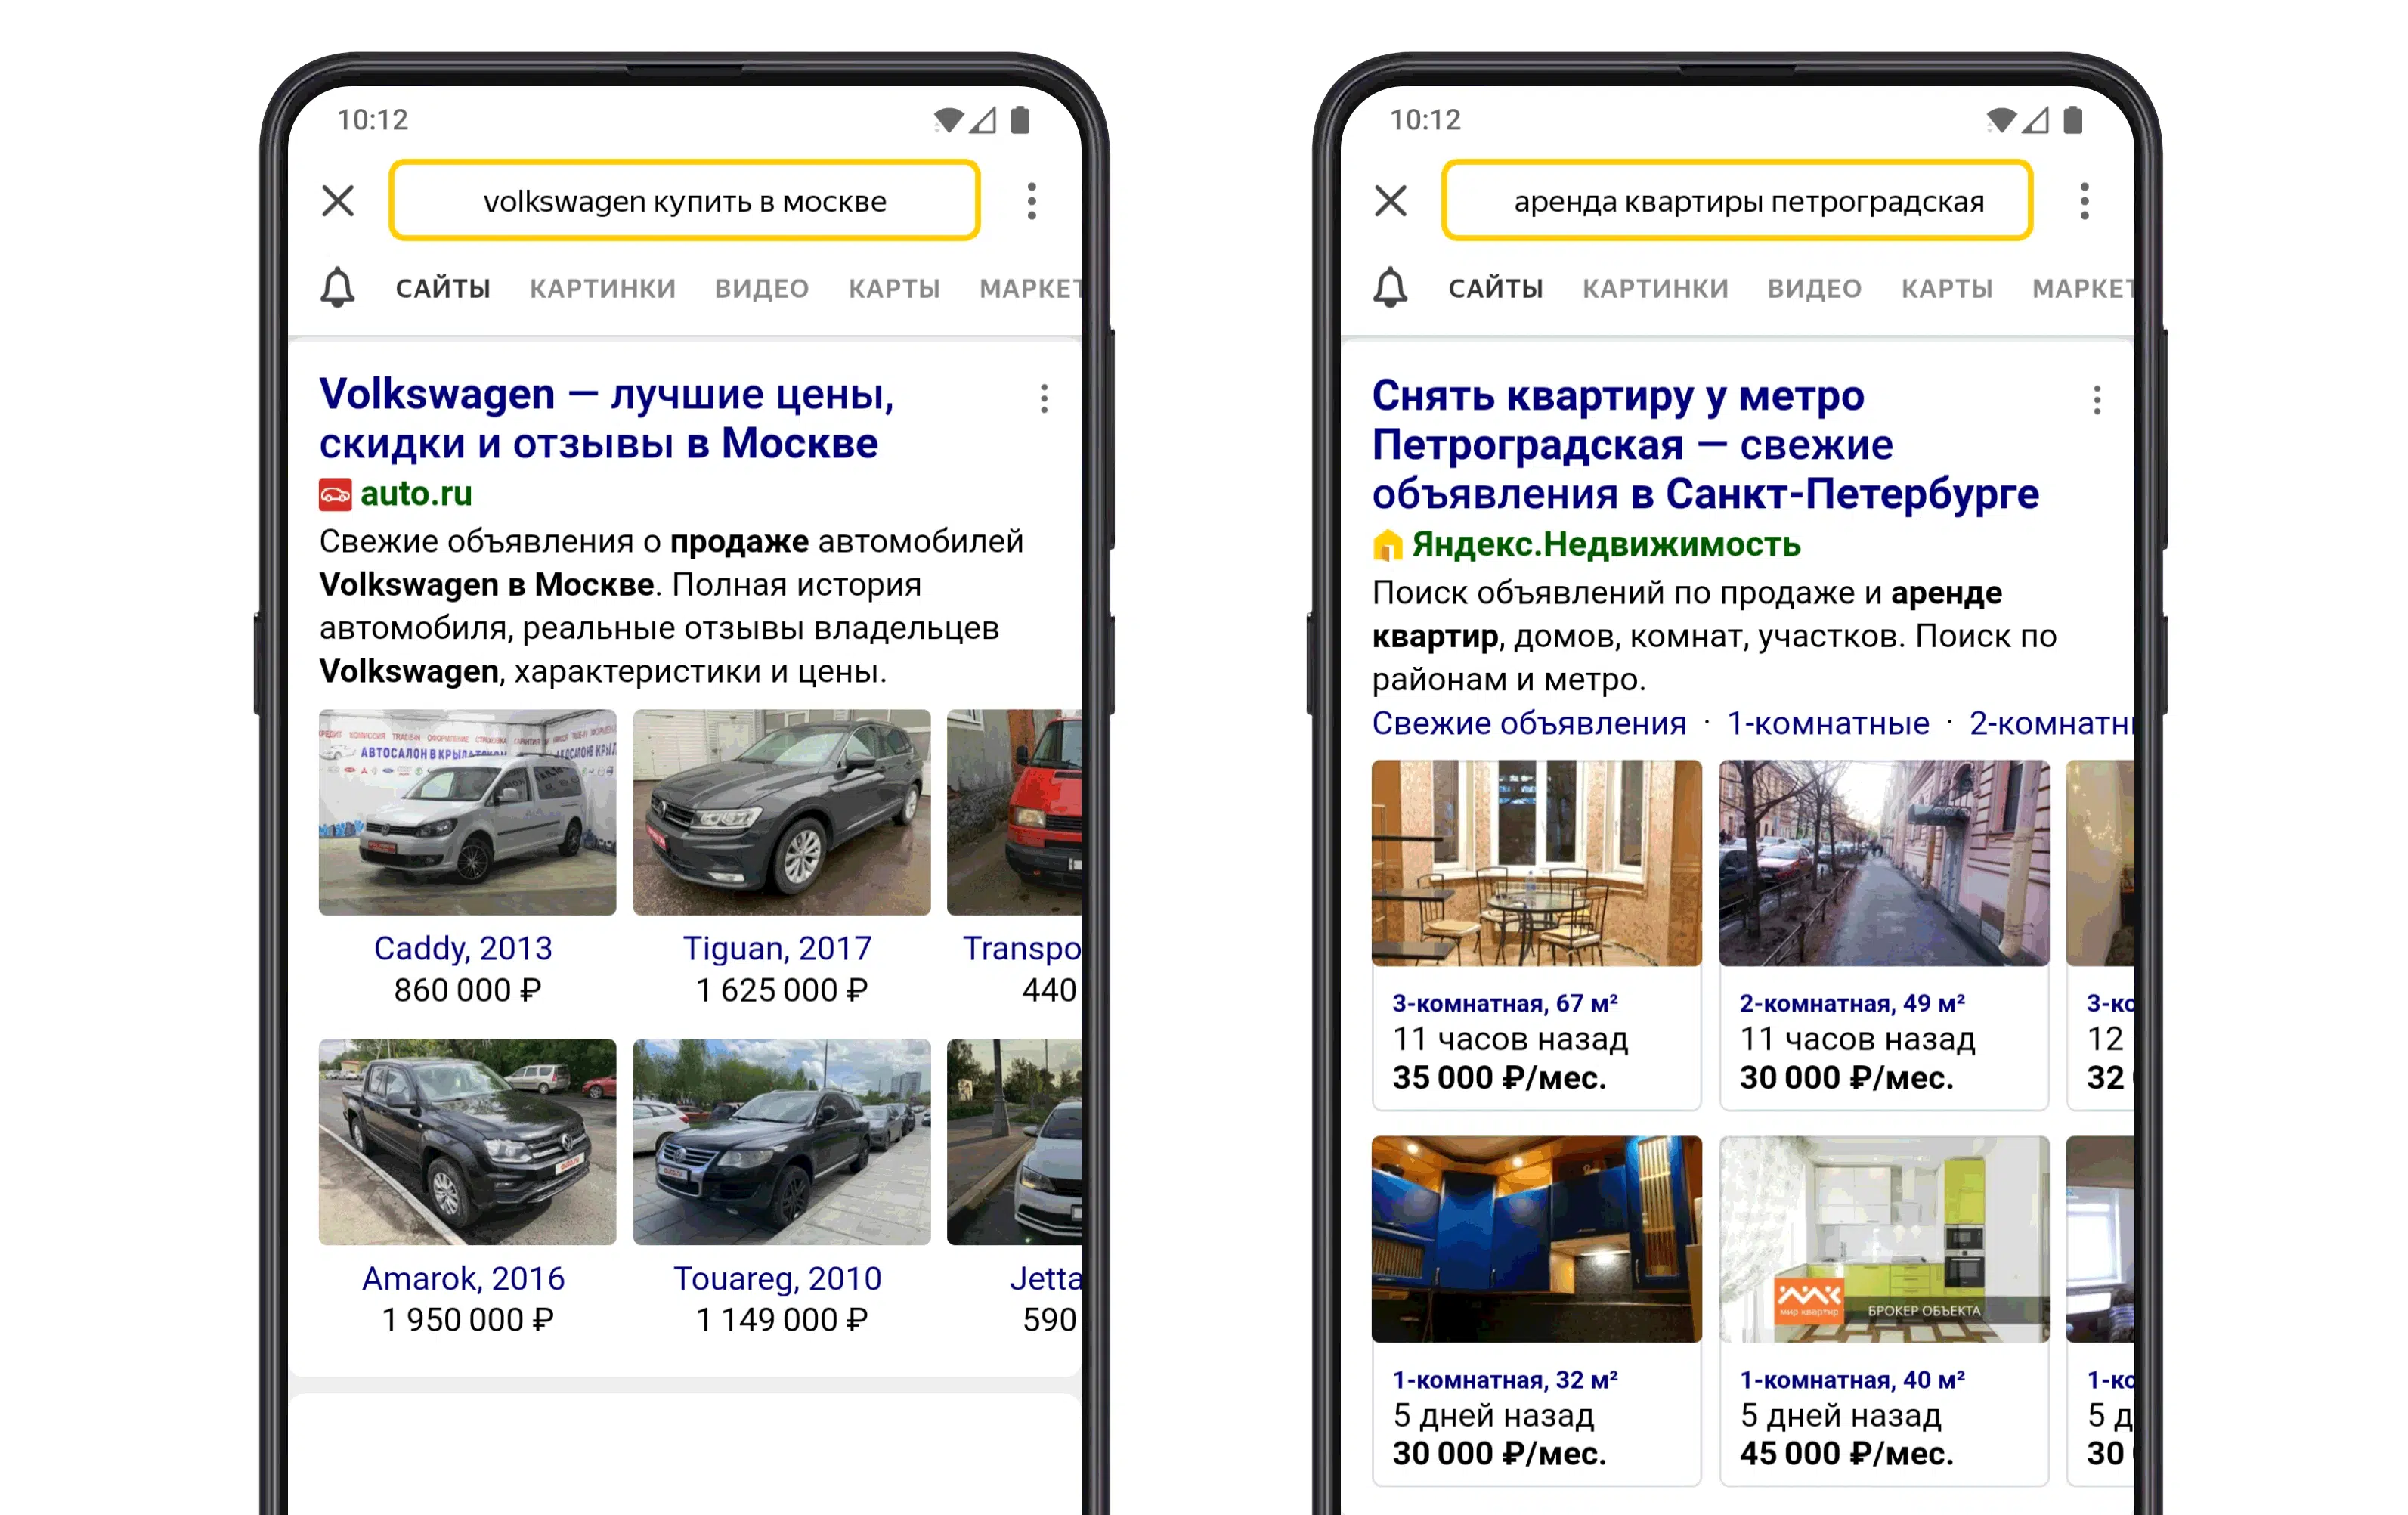 10:12
volkswagen купить в москве
САЙТЫ КАРТИНКИ ВИДЕО КАРТЫ МАРКЕТ
Volkswagen — лучшие цены,
скидки и отзывы в Москве
auto.ru
Свежие объявления о продаже автомобилей
Volkswagen в Москве. Полная история
автомобиля, реальные отзывы владельцев
Volkswagen, характеристики и цены.
АВТОСАЛОН В КРЫЛАТСКОМ
Caddy, 2013
860 000 ₽
Tiguan, 2017
1 625 000 ₽
Transpo
440
Amarok, 2016
1 950 000 ₽
Touareg, 2010
1 149 000 ₽
Jetta
590
10:12
аренда квартиры петроградская
САЙТЫ КАРТИНКИ ВИДЕО КАРТЫ МАРКЕТ
Снять квартиру у метро
Петроградская — свежие
объявления в Санкт-Петербурге
Яндекс.Недвижимость
Поиск объявлений по продаже и аренде
квартир, домов, комнат, участков. Поиск по
районам и метро.
Свежие объявления · 1-комнатные · 2-комнатн
3-комнатная, 67 м²
11 часов назад
35 000 ₽/мес.
2-комнатная, 49 м²
11 часов назад
30 000 ₽/мес.
3-ко
12
32
мир квартир
БРОКЕР ОБЪЕКТА
1-комнатная, 32 м²
5 дней назад
30 000 ₽/мес.
1-комнатная, 40 м²
5 дней назад
45 000 ₽/мес.
1-ко
5 д
30